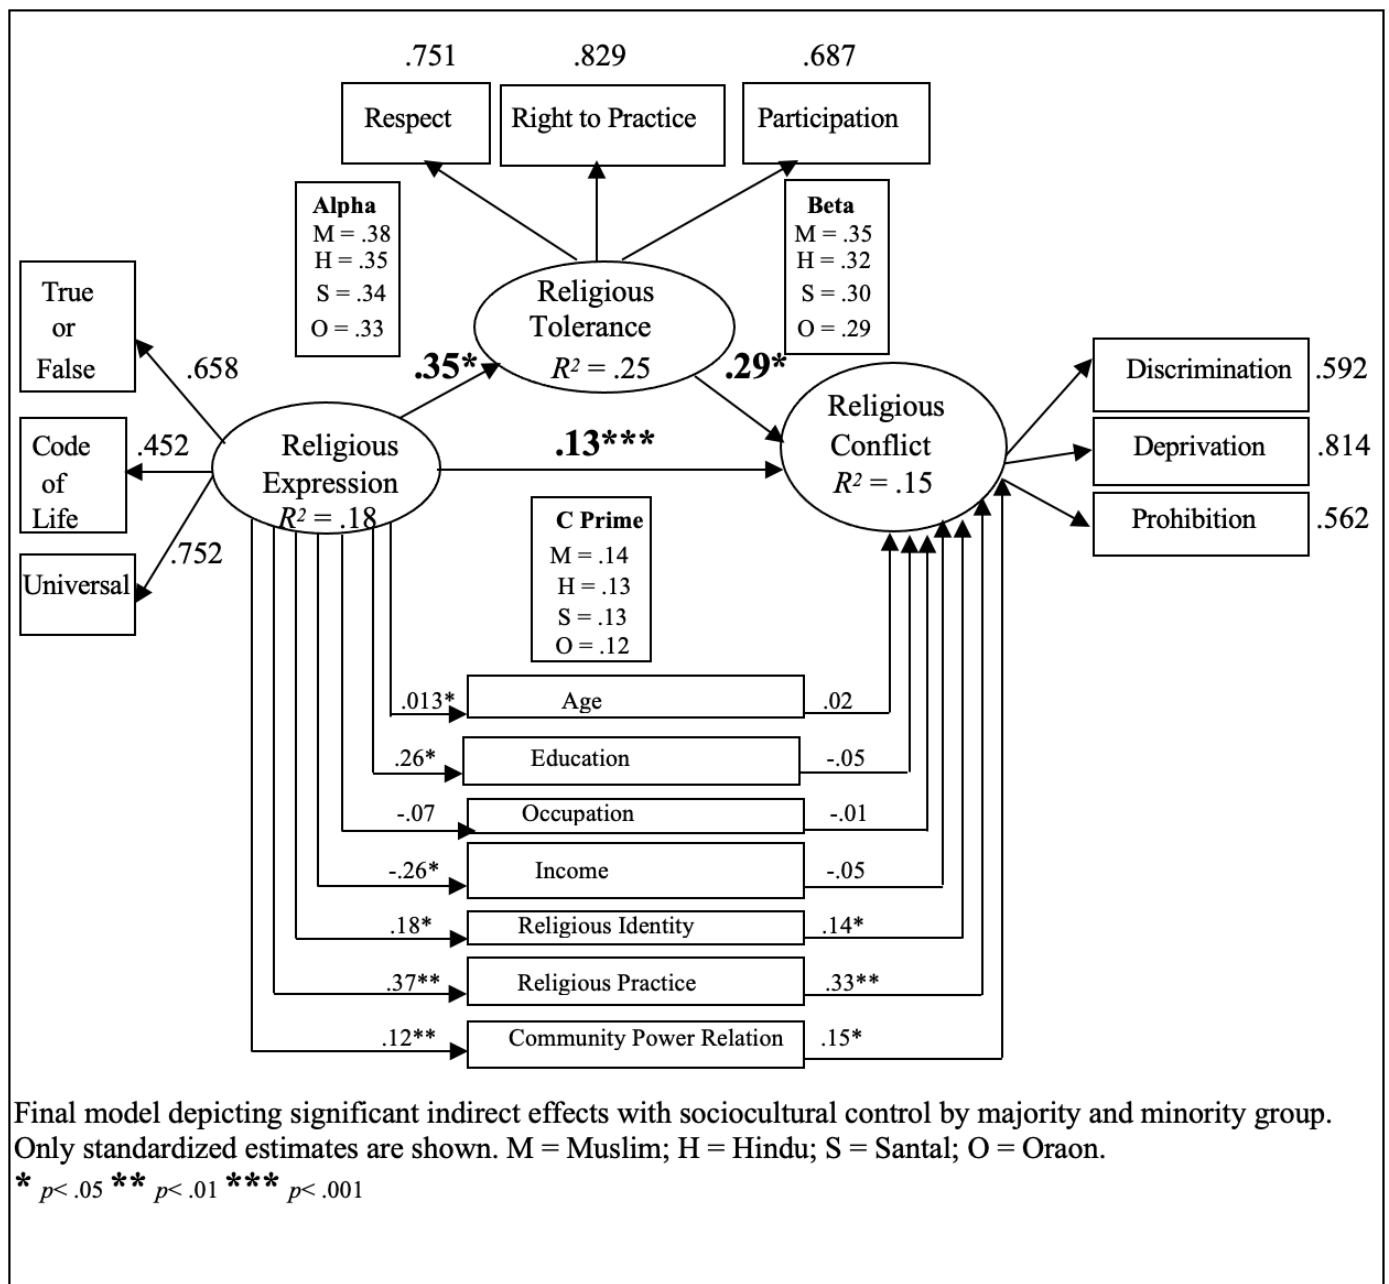 .751
.829
.687
Respect
Right to Practice
Participation
Alpha
M = .38
H = .35
S = .34
O = .33
Beta
M = .35
H = .32
S = .30
O = .29
Religious
Tolerance
R² = .25
.35*
.29*
True
or
False
.658
Code
of
Life
.452
Universal
.752
Religious
Expression
R² = .18
.13***
Religious
Conflict
R² = .15
Discrimination
.592
Deprivation
.814
Prohibition
.562
C Prime
M = .14
H = .13
S = .13
O = .12
.013*
Age
.02
.26*
Education
-.05
-.07
Occupation
-.01
-.26*
Income
-.05
.18*
Religious Identity
.14*
.37**
Religious Practice
.33**
.12**
Community Power Relation
.15*
Final model depicting significant indirect effects with sociocultural control by majority and minority group.
Only standardized estimates are shown. M = Muslim; H = Hindu; S = Santal; O = Oraon.
* p< .05 ** p< .01 *** p< .001